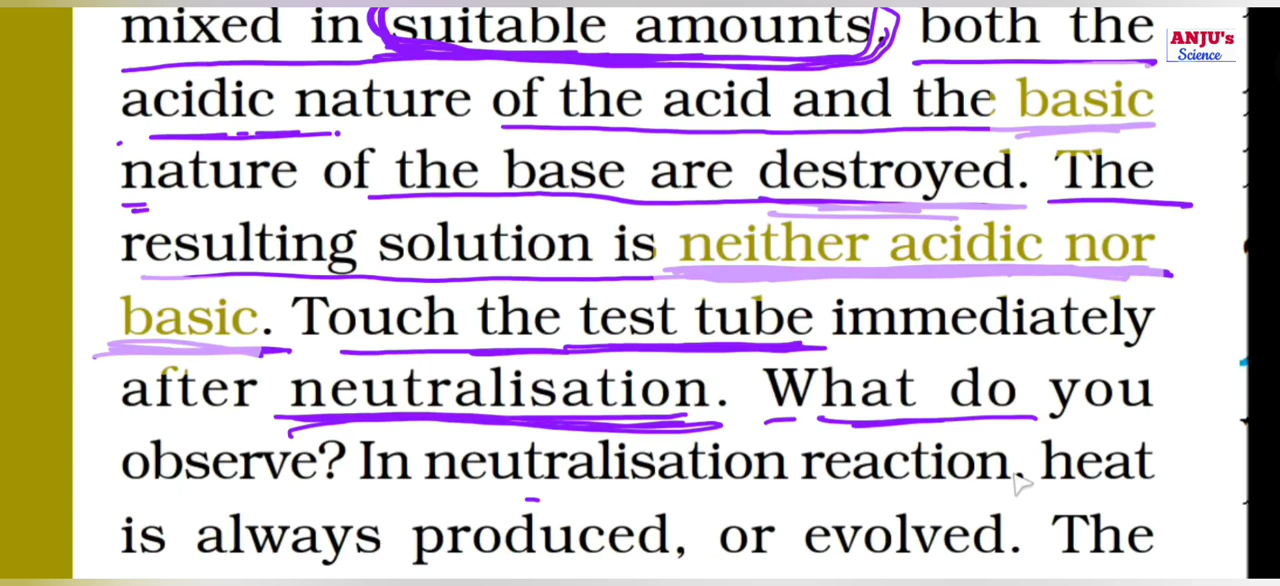 mixed in suitable amounts, both the
ANJU's
Science
acidic nature of the acid and the basic
nature of the base are destroyed. The
resulting solution is neither acidic nor
basic. Touch the test tube immediately
after neutralisation. What do you
observe? In neutralisation reaction, heat
is always produced, or evolved. The